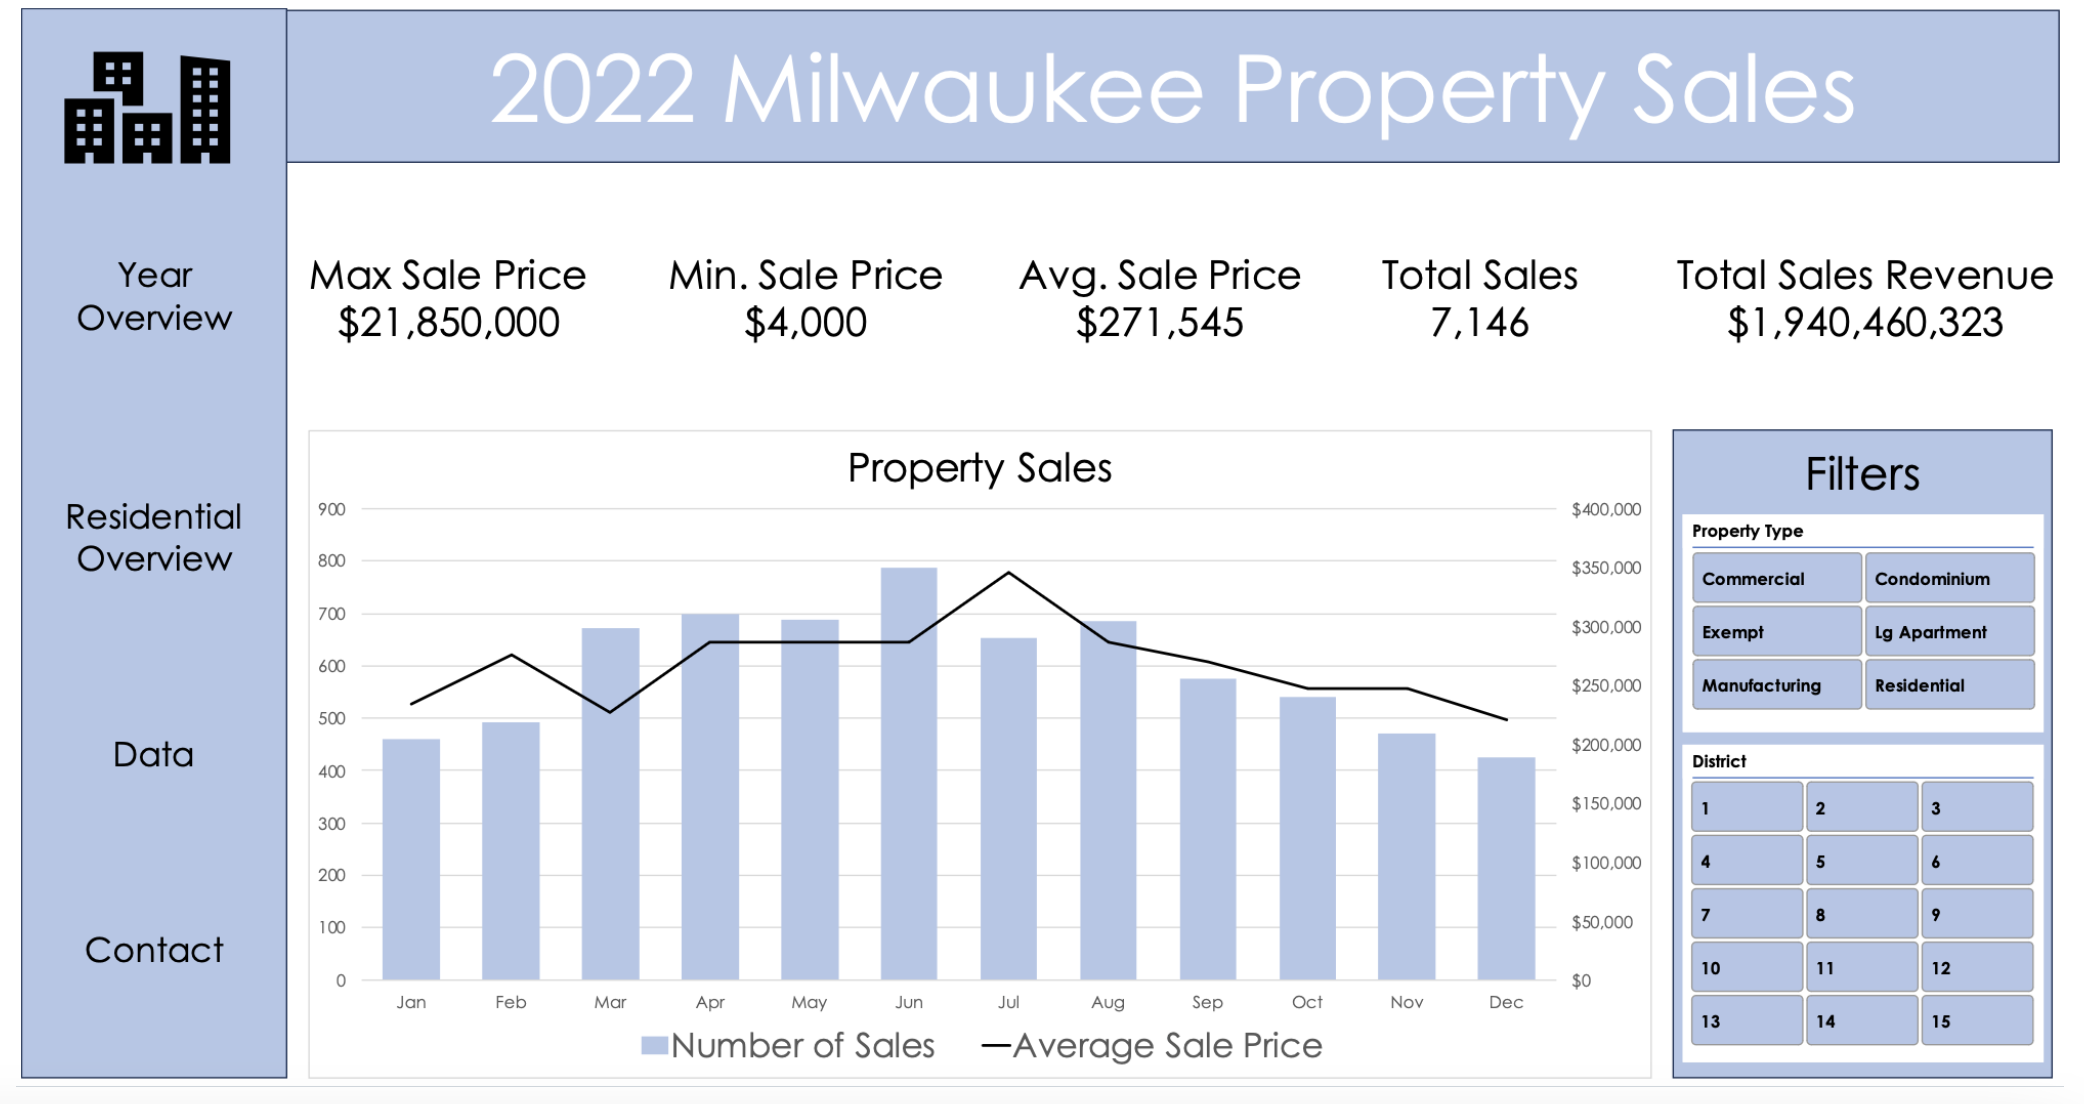 2022 Milwaukee Property Sales
Year
Overview
Residential
Overview
Data
Contact
Max Sale Price
$21,850,000
Min. Sale Price
$4,000
Avg. Sale Price
$271,545
Total Sales
7,146
Total Sales Revenue
$1,940,460,323
Property Sales
900
800
700
600
500
400
300
200
100
0
$400,000
$350,000
$300,000
$250,000
$200,000
$150,000
$100,000
$50,000
$0
Jan Feb Mar Apr May Jun Jul Aug Sep Oct Nov Dec
Number of Sales Average Sale Price
Filters
Property Type
Commercial Condominium
Exempt Lg Apartment
Manufacturing Residential
District
1 2 3
4 5 6
7 8 9
10 11 12
13 14 15